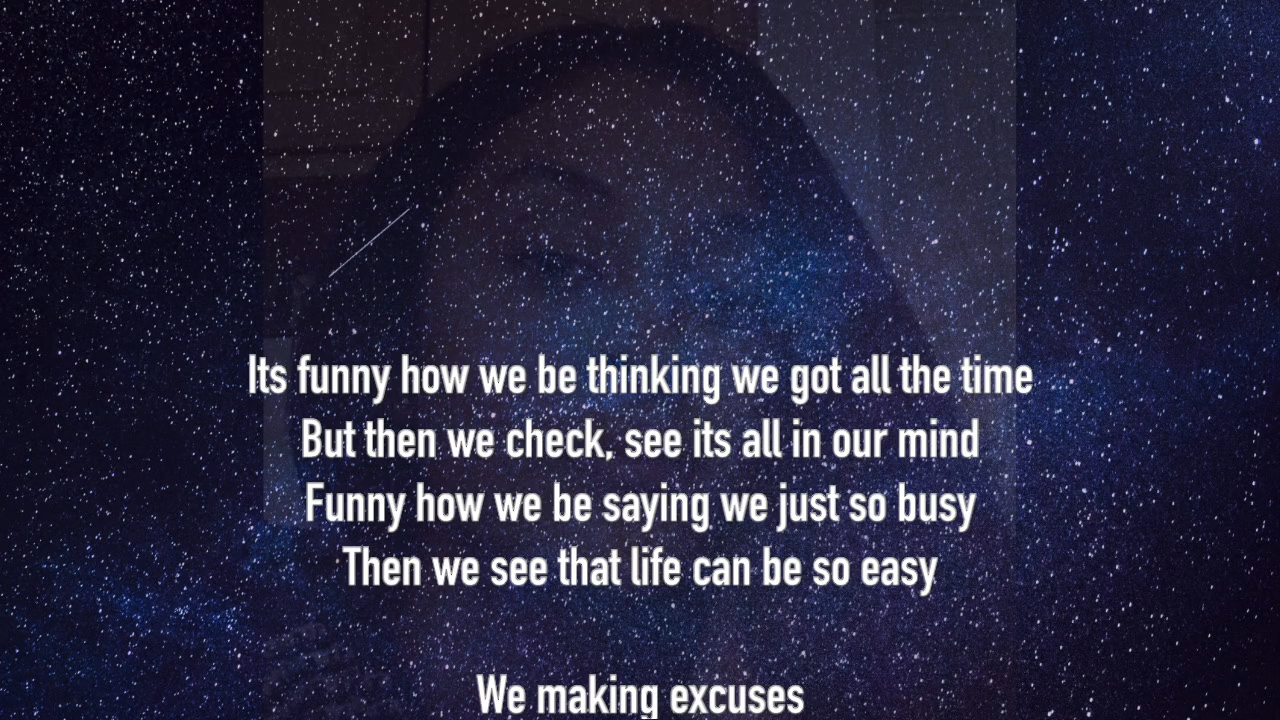 Its funny how we be thinking we got all the time
But then we check, see its all in our mind
Funny how we be saying we just so busy
Then we see that life can be so easy
We making excuses